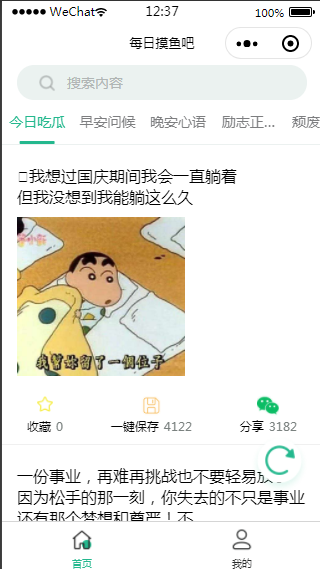 WeChat
12:37
100%
每日摸鱼吧
搜索内容
今日吃瓜 早安问候 晚安心语 励志正... 颓废
我想过国庆期间我会一直躺着
但我没想到我能躺这么久
我幫妳留了一個位子
收藏 0
一键保存 4122
分享 3182
一份事业，再难再挑战也不要轻易放
因为松手的那一刻，你失去的不只是事业
还有那个梦想和尊严！不
首页
我的